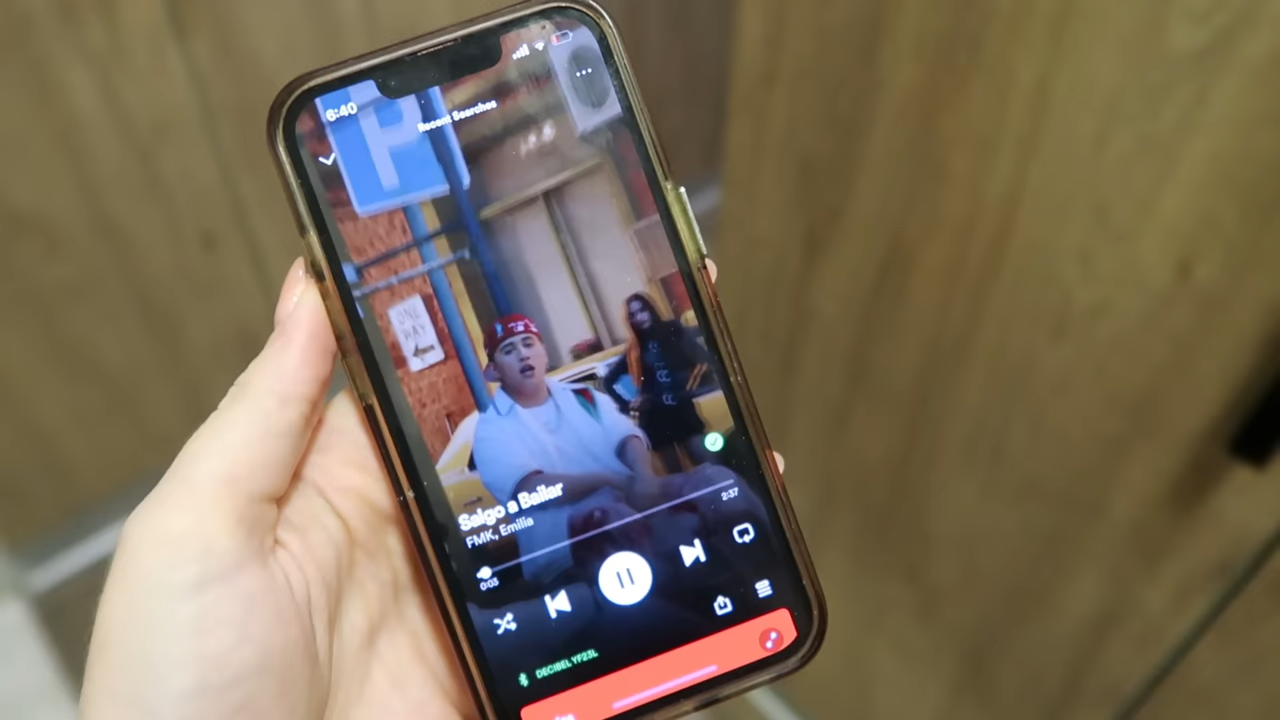 6:40
Recent Searches
P
ONE
WAY
Salgo a Bailar
FMK, Emilia
0:03
2:37
DECIBEL YF23L